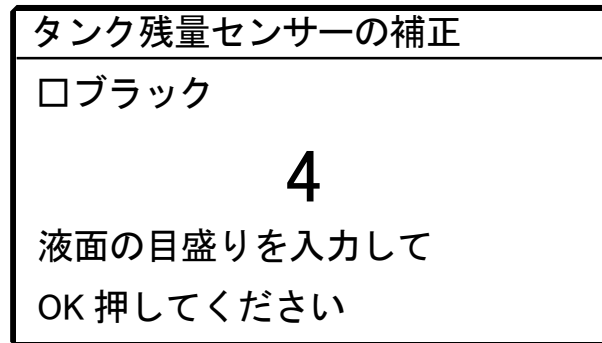 タンク残量センサーの補正
□ブラック
4
液面の目盛りを入力して
OK 押してください